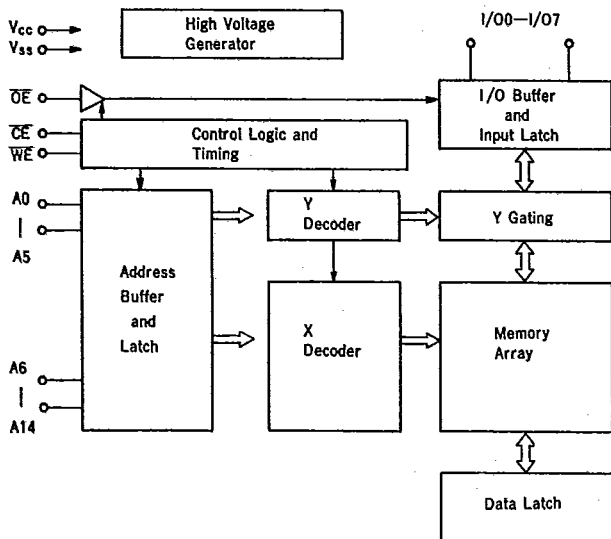 Vcc
Vss
High Voltage
Generator
I/O0—I/O7
OE
CE
WE
Control Logic and
Timing
I/O Buffer
and
Input Latch
A0
A5
Y
Decoder
Y Gating
Address
Buffer
and
Latch
X
Decoder
Memory
Array
A6
A14
Data Latch